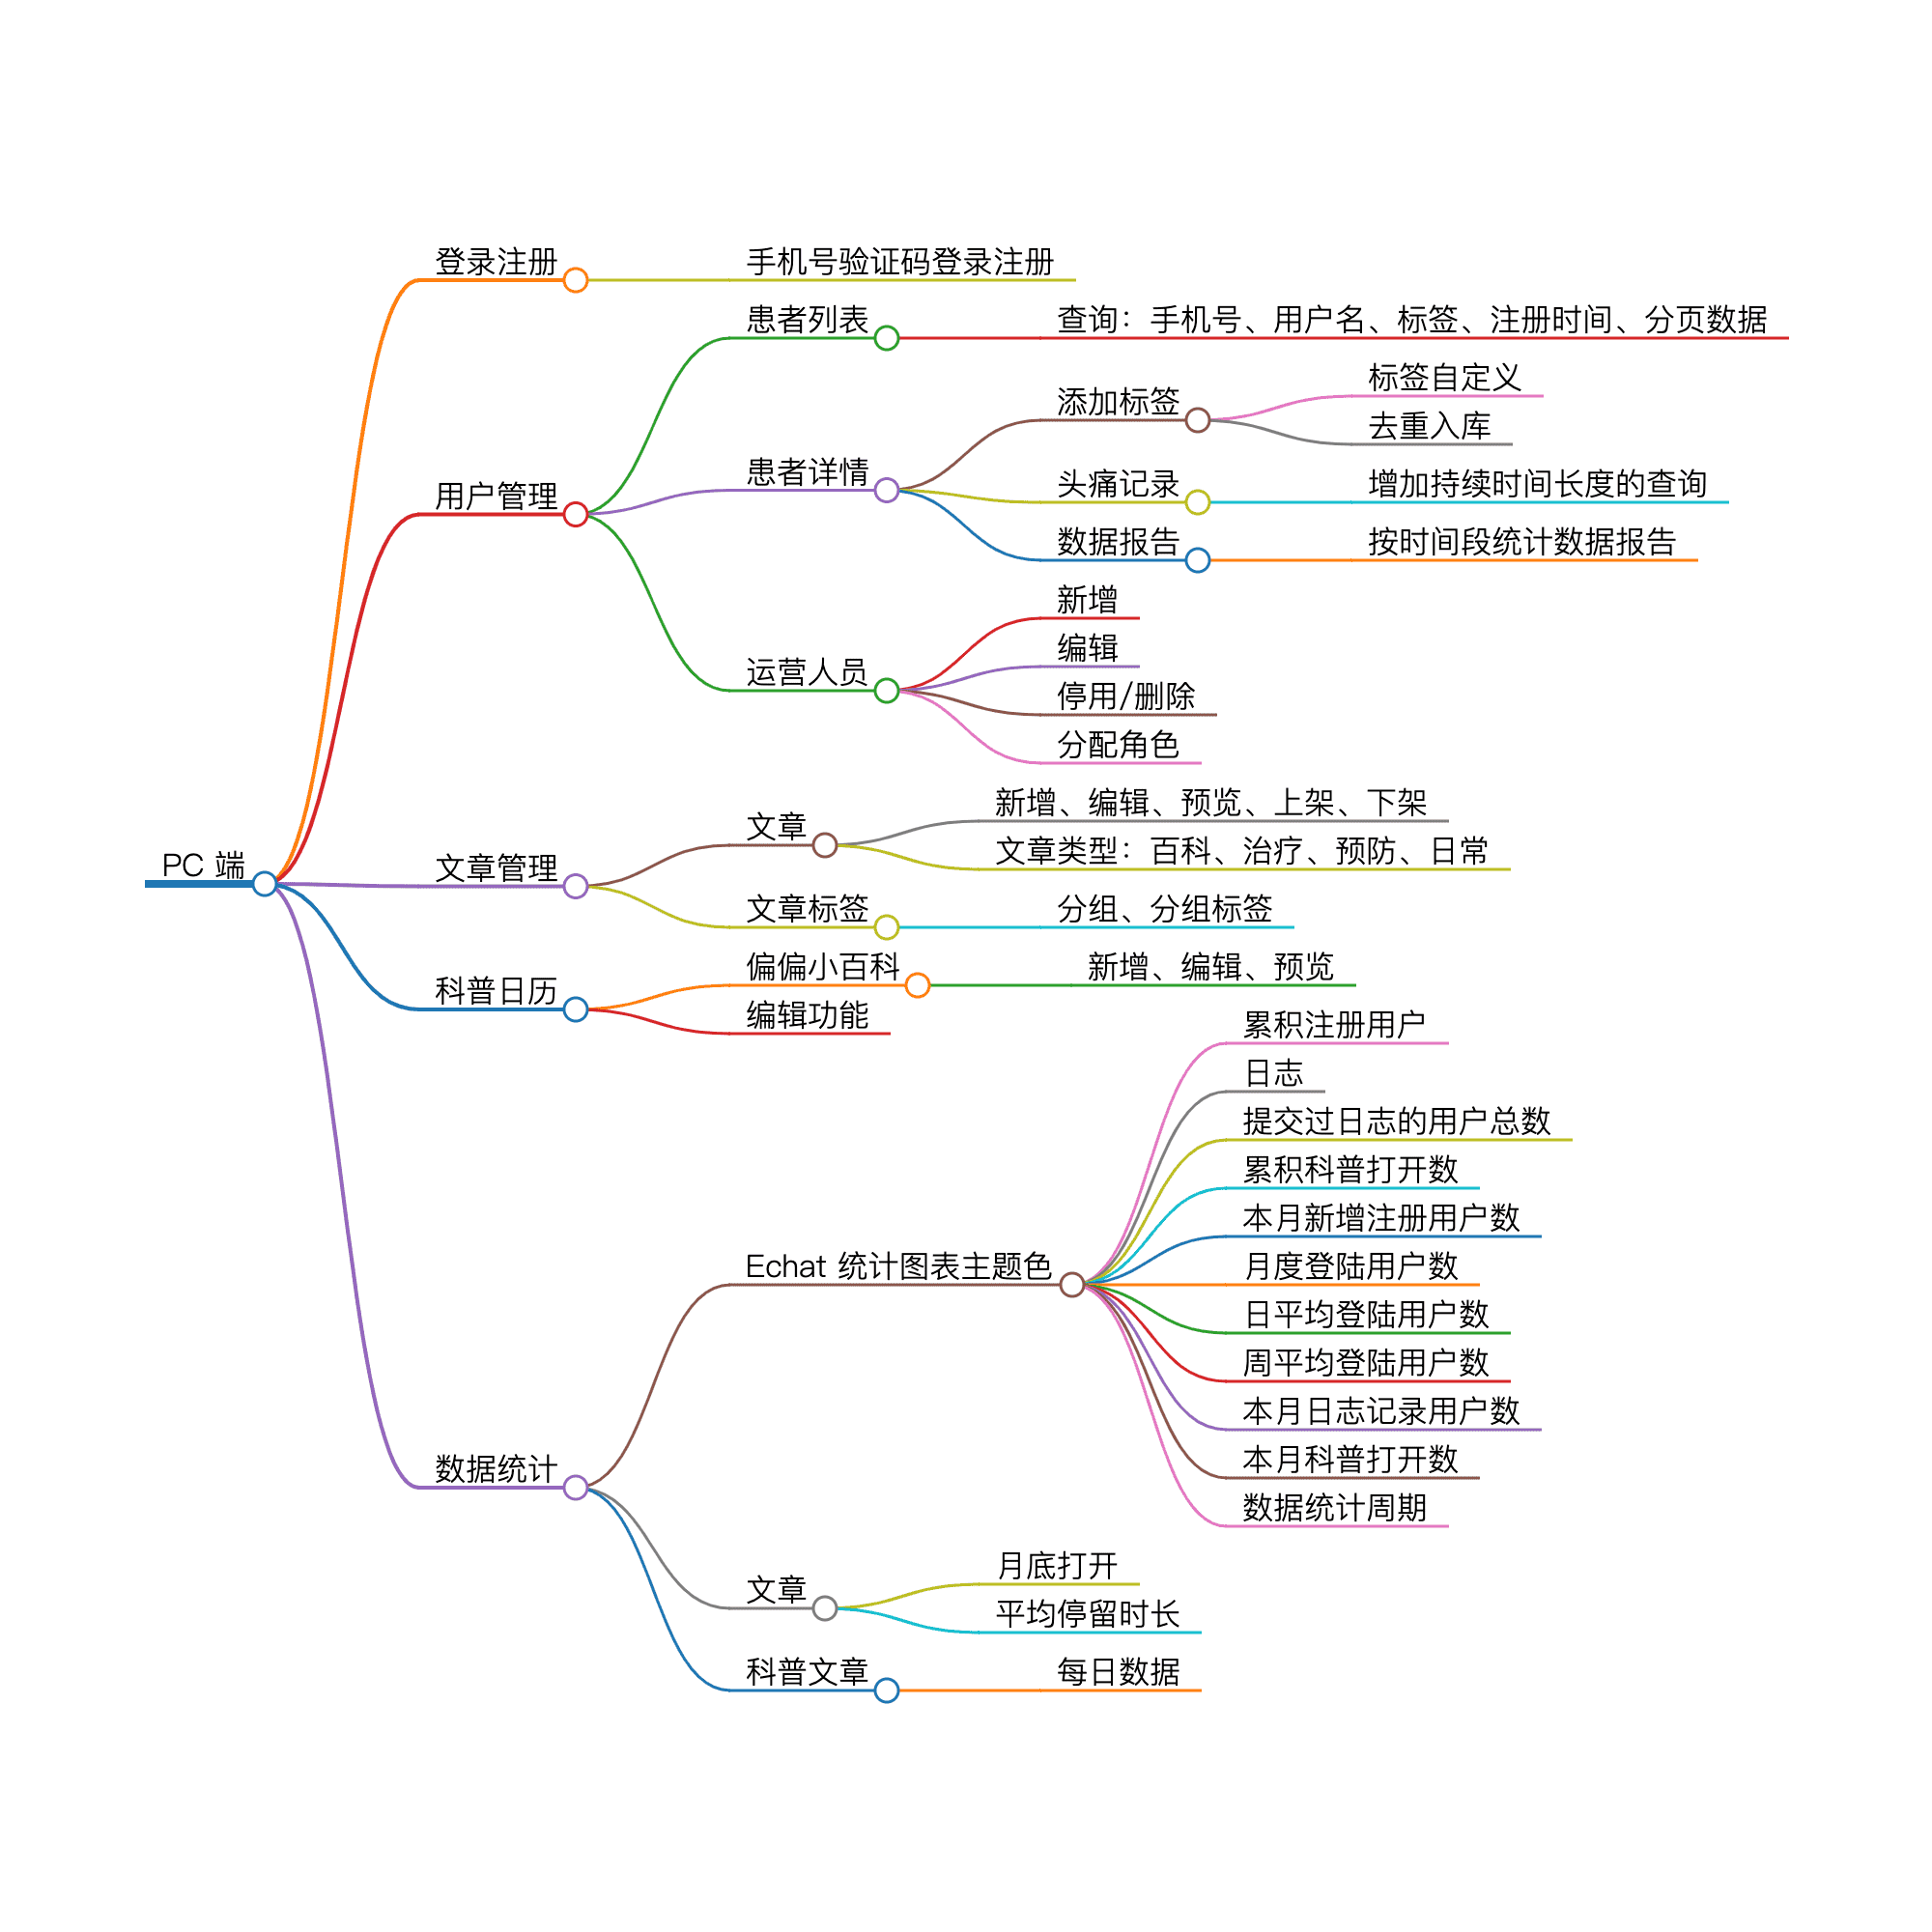 PC 端
登录注册
手机号验证码登录注册
用户管理
患者列表
查询：手机号、用户名、标签、注册时间、分页数据
患者详情
添加标签
标签自定义
去重入库
头痛记录
增加持续时间长度的查询
数据报告
按时间段统计数据报告
运营人员
新增
编辑
停用/删除
分配角色
文章管理
文章
新增、编辑、预览、上架、下架
文章类型：百科、治疗、预防、日常
文章标签
分组、分组标签
科普日历
偏偏小百科
新增、编辑、预览
编辑功能
数据统计
Echat 统计图表主题色
累积注册用户
日志
提交过日志的用户总数
累积科普打开数
本月新增注册用户数
月度登陆用户数
日平均登陆用户数
周平均登陆用户数
本月日志记录用户数
本月科普打开数
数据统计周期
文章
月底打开
平均停留时长
科普文章
每日数据